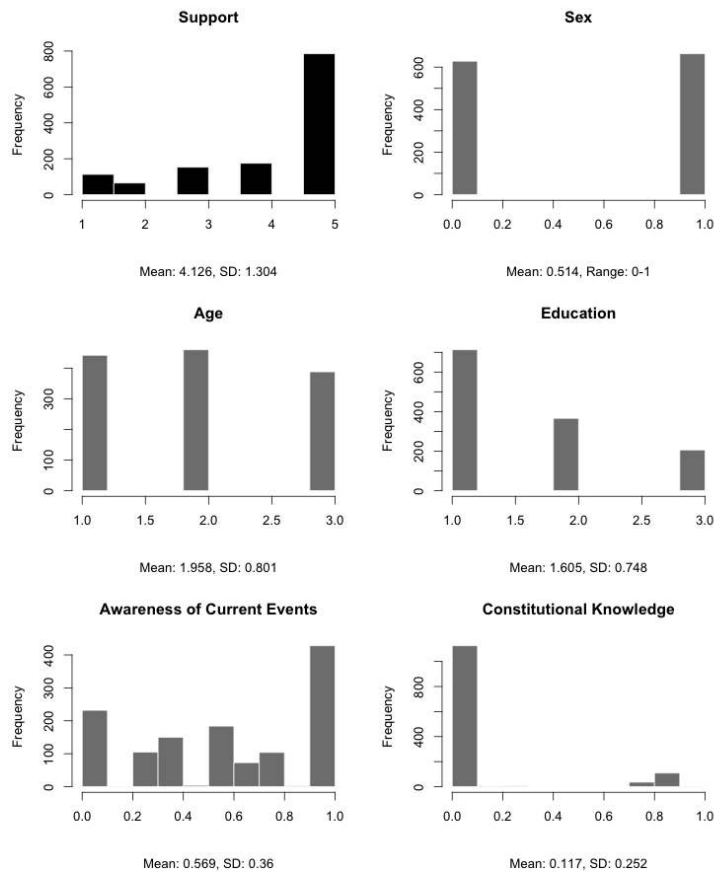 Support
Frequency
0 200 400 600 800
1 2 3 4 5
Mean: 4.126, SD: 1.304
Sex
Frequency
0 200 400 600
0.0 0.2 0.4 0.6 0.8 1.0
Mean: 0.514, Range: 0-1
Age
Frequency
0 100 300
1.0 1.5 2.0 2.5 3.0
Mean: 1.958, SD: 0.801
Education
Frequency
0 200 400 600
1.0 1.5 2.0 2.5 3.0
Mean: 1.605, SD: 0.748
Awareness of Current Events
Frequency
0 100 200 300 400
0.0 0.2 0.4 0.6 0.8 1.0
Mean: 0.569, SD: 0.36
Constitutional Knowledge
Frequency
0 400 800
0.0 0.2 0.4 0.6 0.8 1.0
Mean: 0.117, SD: 0.252